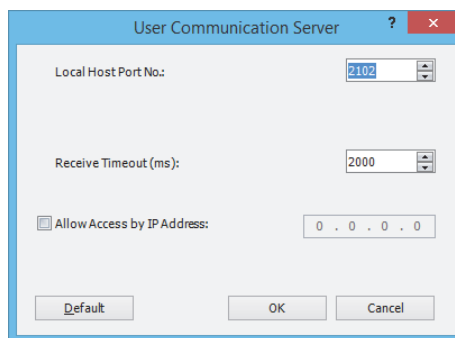 User Communication Server ? ×
Local Host Port No.: 2102
Receive Timeout (ms): 2000
Allow Access by IP Address: 0 . 0 . 0 . 0
Default OK Cancel